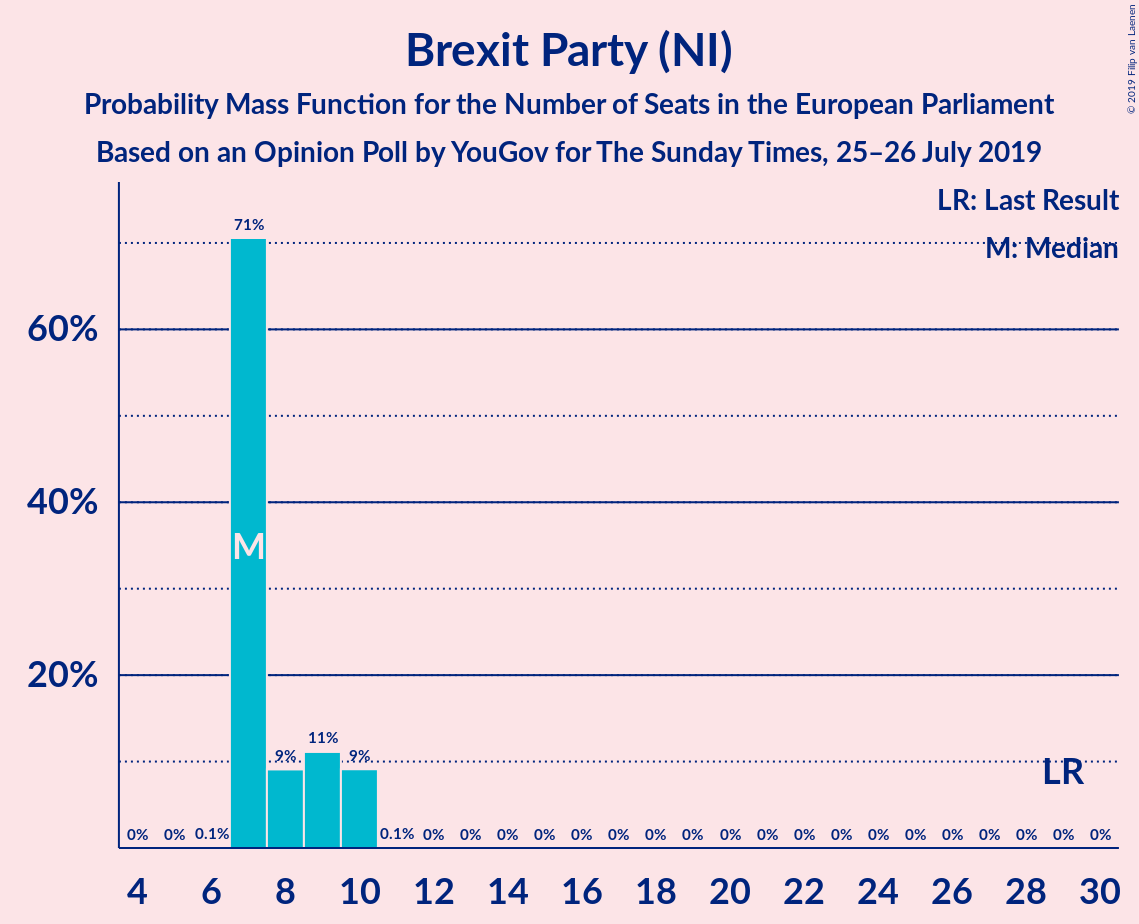 Brexit Party (NI)
Probability Mass Function for the Number of Seats in the European Parliament
Based on an Opinion Poll by YouGov for The Sunday Times, 25–26 July 2019
© 2019 Filip van Laenen
LR: Last Result
M: Median
71%
60%
40%
M
20%
11%
9% 9%
LR
0% 0% 0.1% 0.1% 0% 0% 0% 0% 0% 0% 0% 0% 0% 0% 0% 0% 0% 0% 0% 0% 0% 0% 0%
4 6 8 10 12 14 16 18 20 22 24 26 28 30